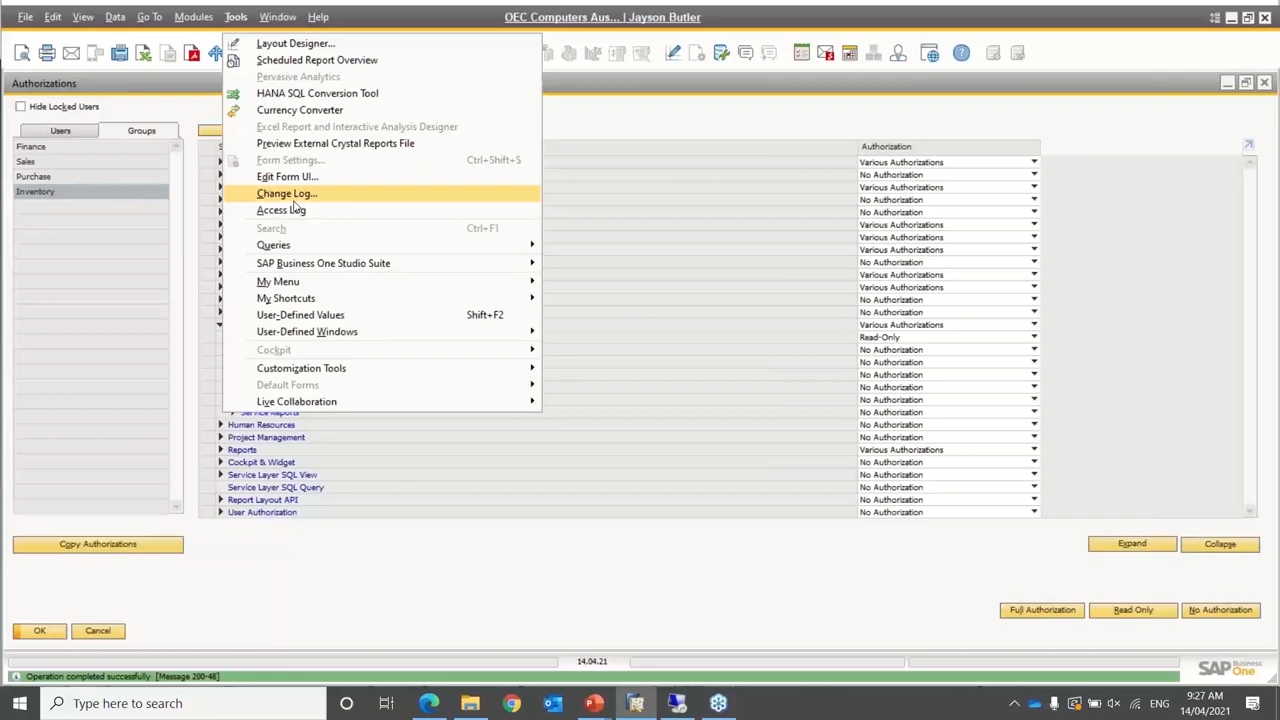 File Edit View Data Go To Modules Tools Window Help
OEC Computers Aus... | Jayson Butler
Authorizations
Hide Locked Users
Users Groups
Finance
Sales
Purchase
Inventory
Copy Authorizations
OK Cancel
Layout Designer...
Scheduled Report Overview
Pervasive Analytics
HANA SQL Conversion Tool
Currency Converter
Excel Report and Interactive Analysis Designer
Preview External Crystal Reports File
Form Settings... Ctrl+Shift+S
Edit Form UI...
Change Log...
Access Log
Search Ctrl+F1
Queries
SAP Business One Studio Suite
My Menu
My Shortcuts
User-Defined Values Shift+F2
User-Defined Windows
Cockpit
Customization Tools
Default Forms
Live Collaboration
S
Authorization
Various Authorizations
No Authorization
Various Authorizations
No Authorization
No Authorization
Various Authorizations
Various Authorizations
Various Authorizations
No Authorization
Various Authorizations
Various Authorizations
No Authorization
No Authorization
Various Authorizations
Read-Only
No Authorization
No Authorization
No Authorization
No Authorization
No Authorization
Service Reports No Authorization
Human Resources No Authorization
Project Management No Authorization
Reports Various Authorizations
Cockpit & Widget No Authorization
Service Layer SQL View No Authorization
Service Layer SQL Query No Authorization
Report Layout API No Authorization
User Authorization No Authorization
Expand Collapse
Full Authorization Read Only No Authorization
14.04.21
Operation completed successfully [Message 200-48]
SAP Business One
Type here to search
ENG
9:27 AM
14/04/2021